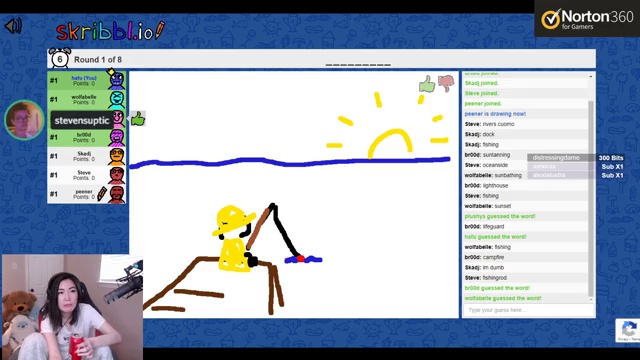 Norton360
for Gamers
skribbl.io
6
Round 1 of 8
_ _ _ _ _ _ _ _ _
#1
hafu (You)
Points: 0
#1
wolfabelle
Points: 0
stevensuptic
Points: 0
#1
br00d
Points: 0
#1
Skadj
Points: 0
#1
Steve
Points: 0
#1
peener
Points: 0
Skadj joined.
Steve joined.
peener joined.
peener is drawing now!
Steve: rivers cuomo
Skadj: dock
Skadj: fishing
br00d: suntanning
Steve: oceanside
wolfabelle: sunbathing
br00d: lighthouse
Steve: fishing
wolfabelle: sunset
plushys guessed the word!
br00d: lifeguard
hafu guessed the word!
wolfabelle: fishing
br00d: campfire
Skadj: im dumb
Steve: fishingrod
br00d guessed the word!
wolfabelle guessed the word!
Type your guess here...
distressingdame 300 Bits
Sub X1
Sub X1